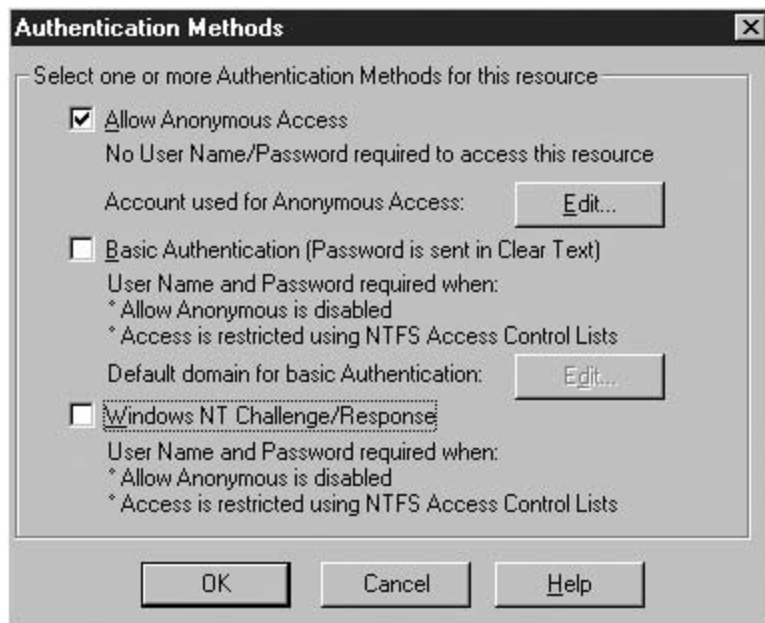 Authentication Methods
Select one or more Authentication Methods for this resource
Allow Anonymous Access
No User Name/Password required to access this resource
Account used for Anonymous Access: Edit...
Basic Authentication (Password is sent in Clear Text)
User Name and Password required when:
* Allow Anonymous is disabled
* Access is restricted using NTFS Access Control Lists
Default domain for basic Authentication: Edit...
Windows NT Challenge/Response
User Name and Password required when:
* Allow Anonymous is disabled
* Access is restricted using NTFS Access Control Lists
OK Cancel Help